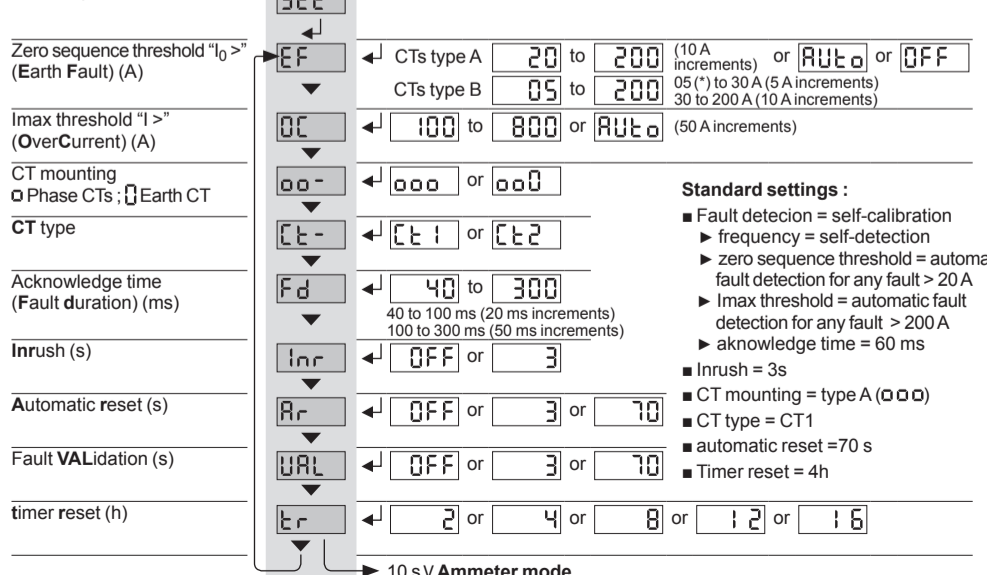 SEt
Zero sequence threshold “I0 >”
(Earth Fault) (A)
EF
CTs type A 20 to 200 (10 A increments) or AUto or OFF
CTs type B 05 to 200 05 (*) to 30 A (5 A increments)
30 to 200 A (10 A increments)
Imax threshold “I >”
(OverCurrent) (A)
OC
100 to 800 or AUto (50 A increments)
CT mounting
o Phase CTs ; 0 Earth CT
oo-
ooo or oo0
CT type
Ct-
Ct1 or Ct2
Acknowledge time
(Fault duration) (ms)
Fd
40 to 300
40 to 100 ms (20 ms increments)
100 to 300 ms (50 ms increments)
Inrush (s)
Inr
OFF or 3
Automatic reset (s)
Ar
OFF or 3 or 70
Fault VALidation (s)
VAL
OFF or 3 or 70
timer reset (h)
tr
2 or 4 or 8 or 12 or 16
10 s V Ammeter mode
Standard settings :
■ Fault detecion = self-calibration
► frequency = self-detection
► zero sequence threshold = automa
fault detection for any fault > 20 A
► Imax threshold = automatic fault
detection for any fault > 200 A
► aknowledge time = 60 ms
■ Inrush = 3s
■ CT mounting = type A (ooo)
■ CT type = CT1
■ automatic reset =70 s
■ Timer reset = 4h